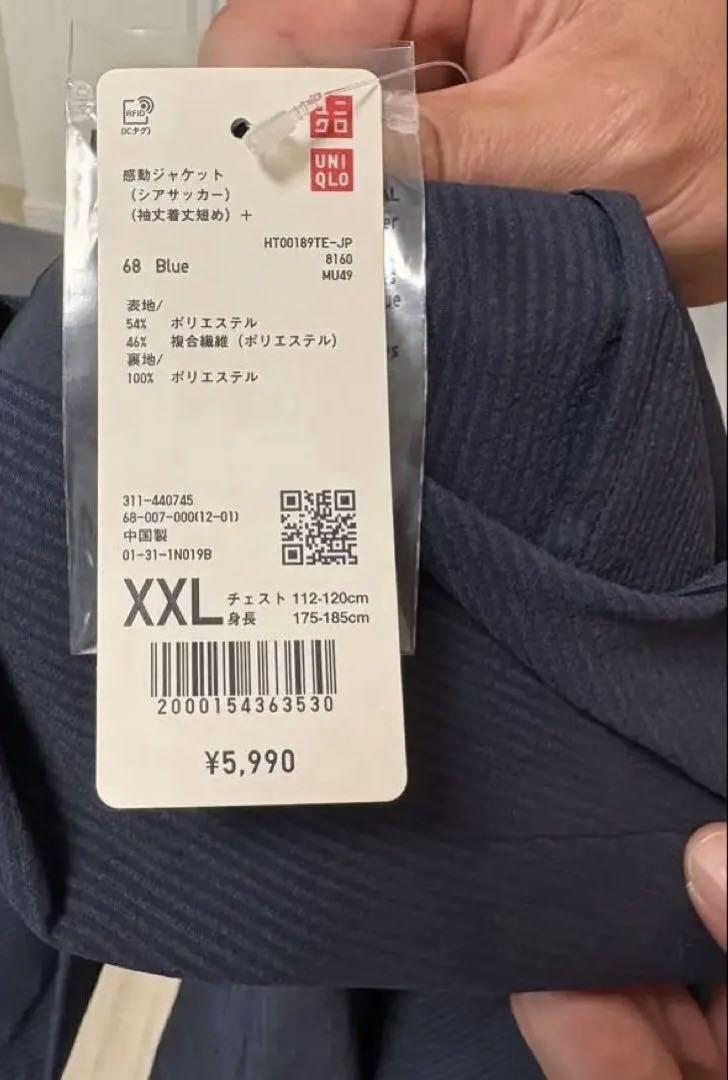 RFID
(ICタグ)
ユニ
クロ
UNI
QLO
感動ジャケット
(シアサッカー)
(袖丈着丈短め)+
HT00189TE-JP
68 Blue
8160
MU49
表地/
54% ポリエステル
46% 複合繊維(ポリエステル)
裏地/
100% ポリエステル
311-440745
68-007-000(12-01)
中国製
01-31-1N019B
XXL
チェスト 112-120cm
身長 175-185cm
2000154363530
¥5,990